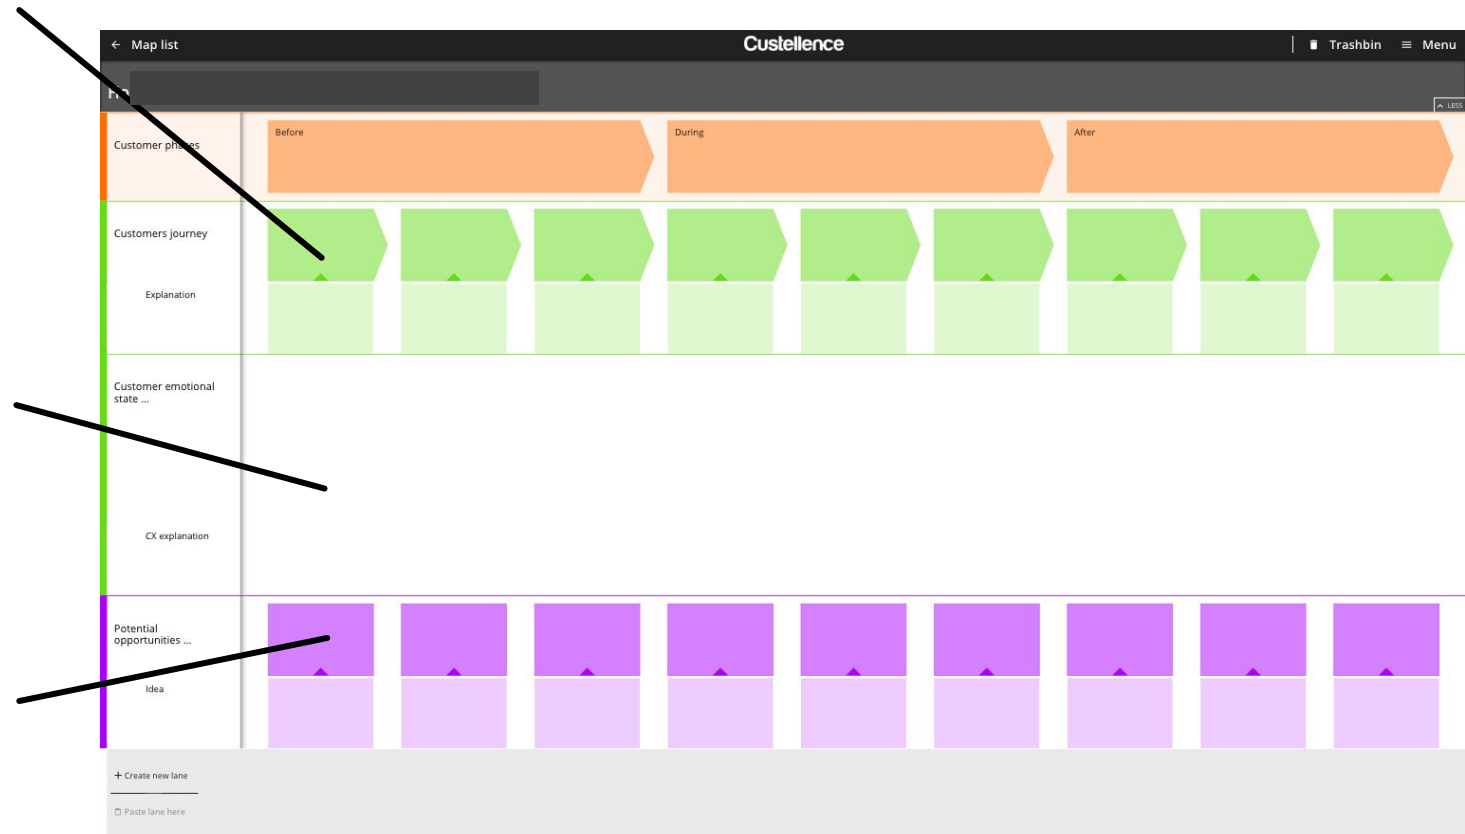 ← Map list
Custellence
Trashbin
Menu
LESS
Customer phases
Before
During
After
Customers journey
Explanation
Customer emotional
state ...
CX explanation
Potential
opportunities ...
Idea
+ Create new lane
Paste lane here